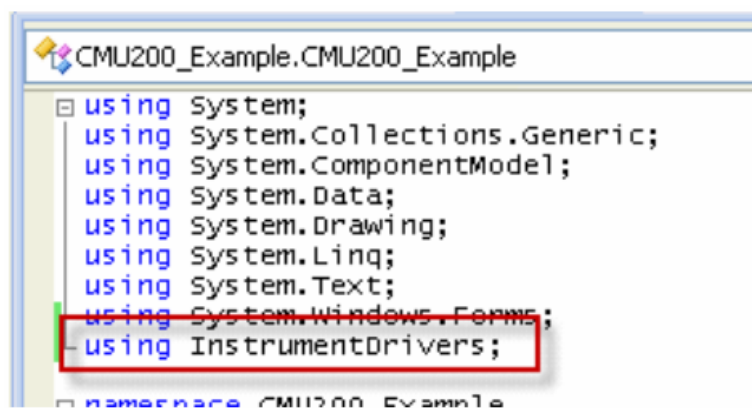 CMU200_Example.CMU200_Example
using System;
using System.Collections.Generic;
using System.ComponentModel;
using System.Data;
using System.Drawing;
using System.Linq;
using System.Text;
using System.Windows.Forms;
using InstrumentDrivers;
namespace CMU200_Example